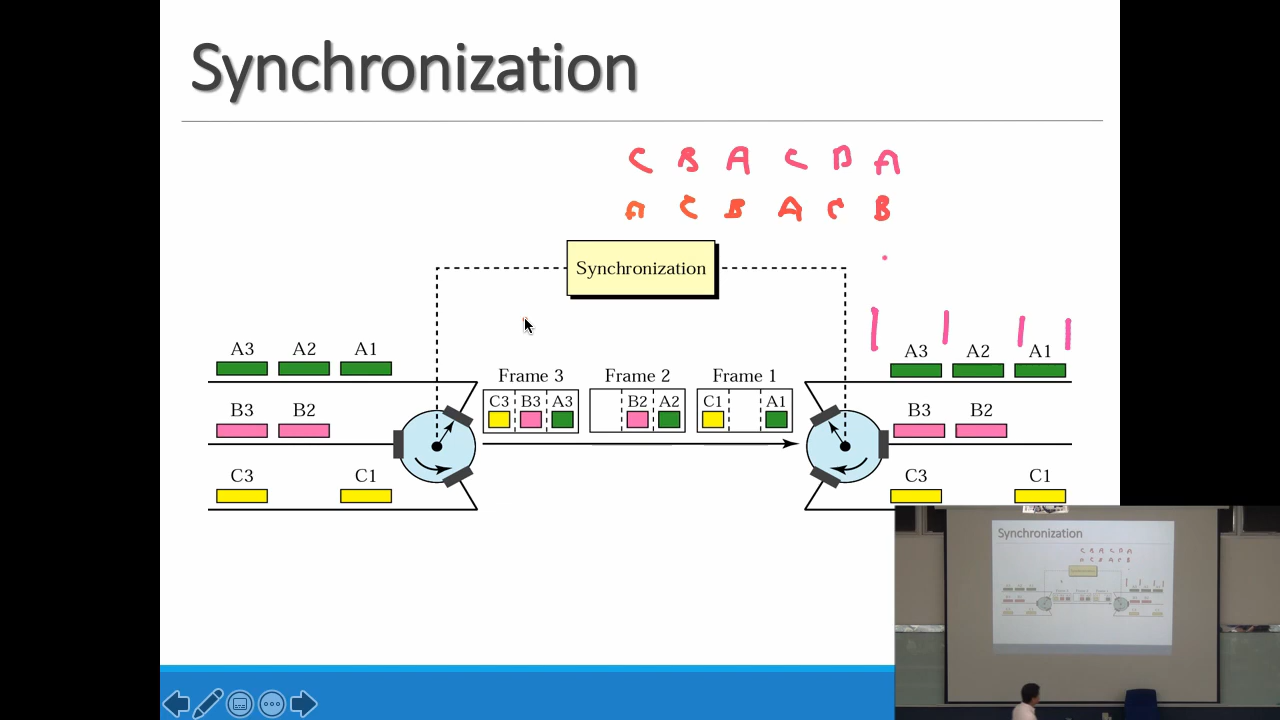 Synchronization
C B A C B A
A C B A C B
Synchronization
A3 A2 A1
A3 A2 A1
Frame 3 Frame 2 Frame 1
C3 B3 A3 B2 A2 C1 A1
B3 B2
B3 B2
C3 C1
C3 C1
Synchronization